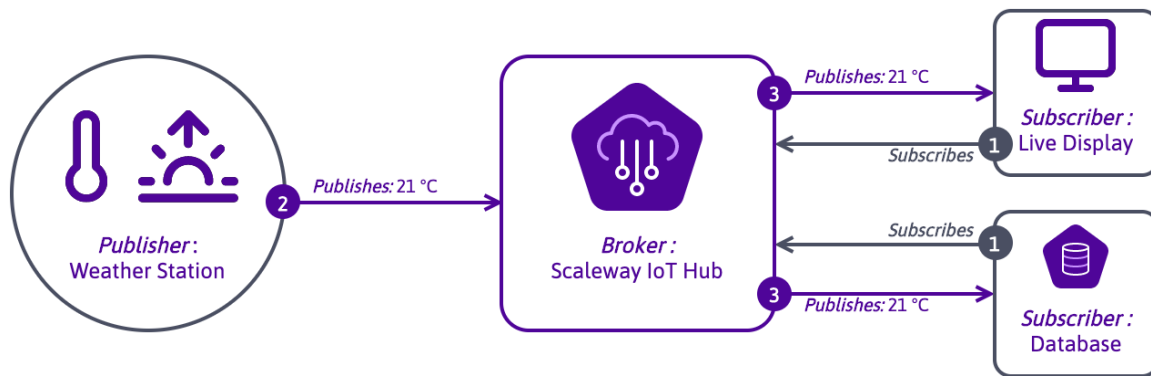 Publisher :
Weather Station
2
Publishes: 21 °C
Broker :
Scaleway IoT Hub
3
Publishes: 21 °C
1
Subscribes
Subscriber :
Live Display
1
Subscribes
3
Publishes: 21 °C
Subscriber :
Database